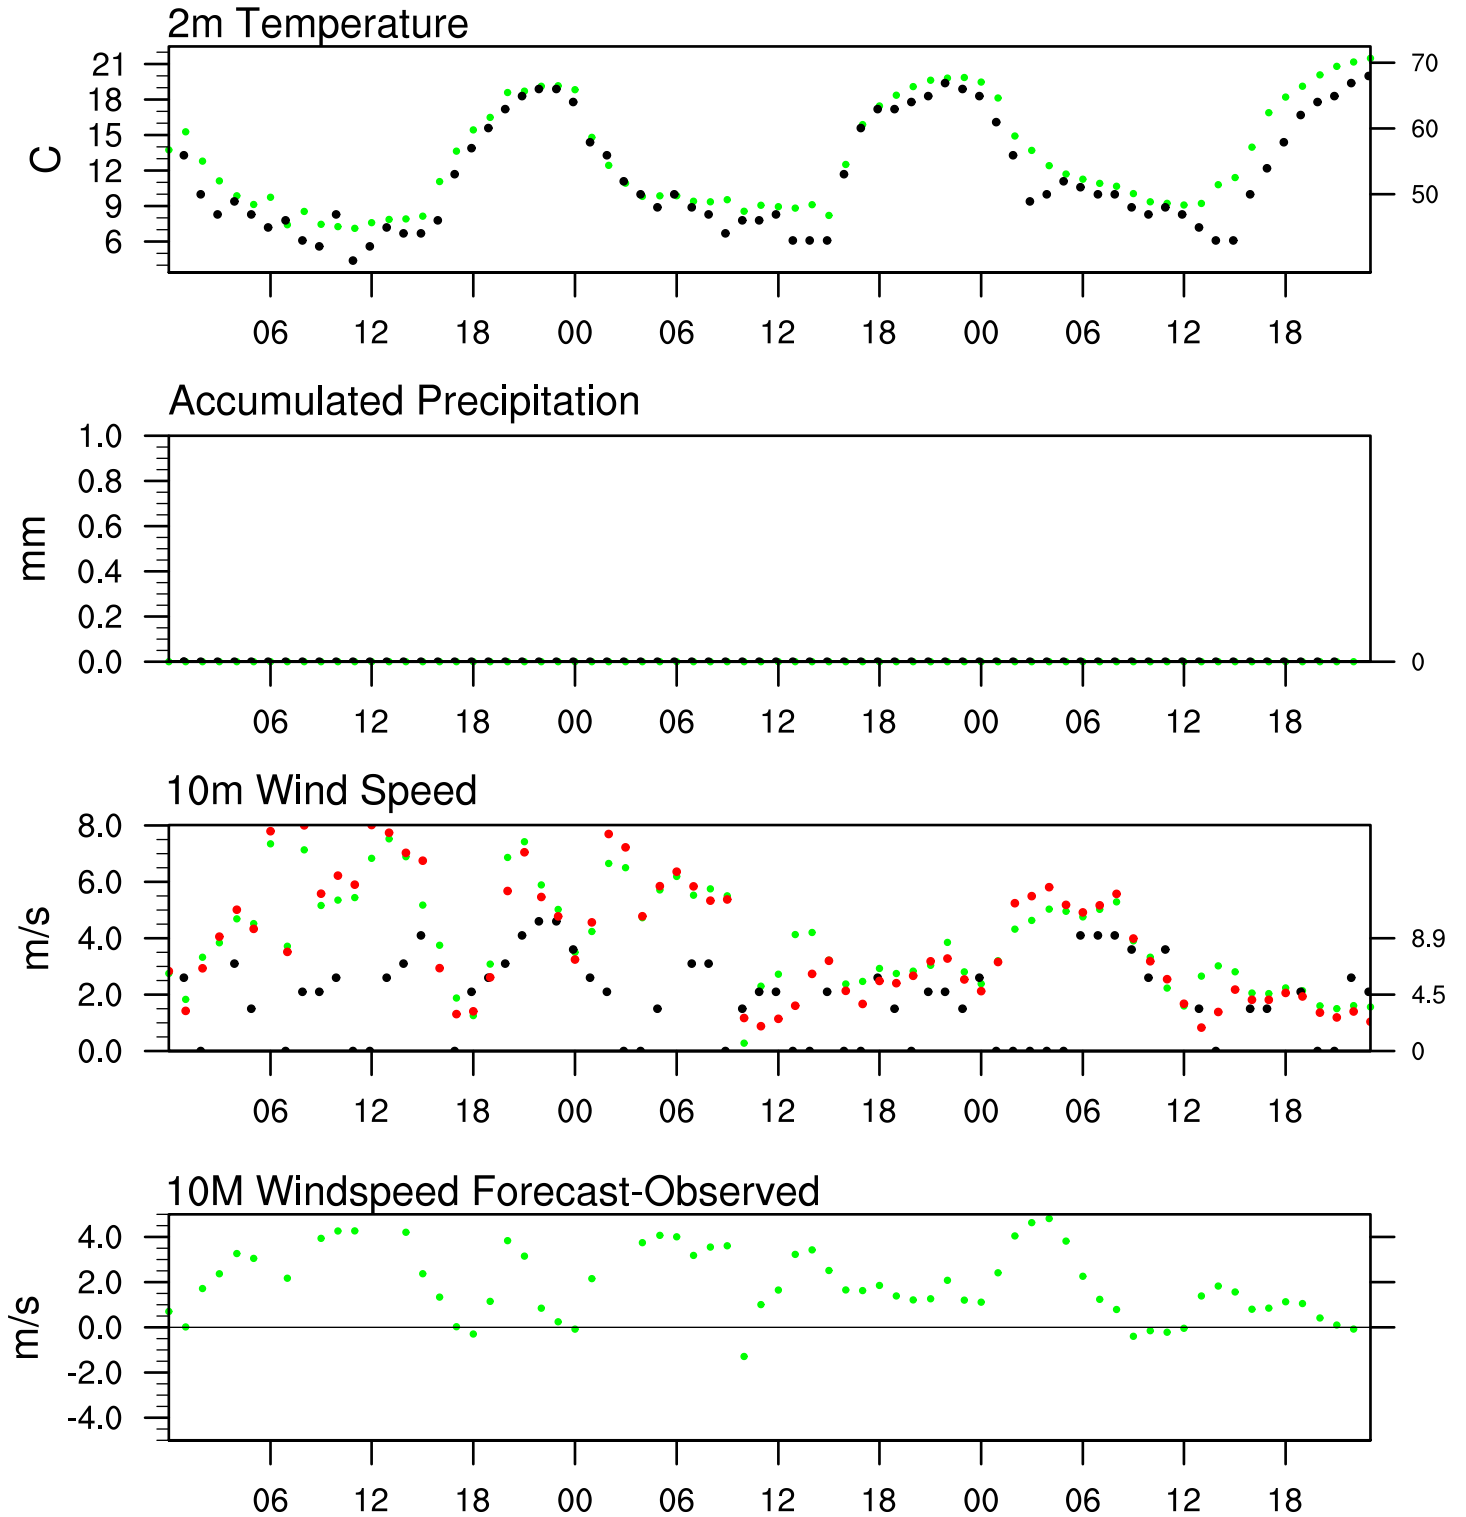 2m Temperature
21
18
15
12
9
6
C
70
60
50
06 12 18 00 06 12 18 00 06 12 18
Accumulated Precipitation
1.0
0.8
0.6
0.4
0.2
0.0
mm
0
06 12 18 00 06 12 18 00 06 12 18
10m Wind Speed
8.0
6.0
4.0
2.0
0.0
m/s
8.9
4.5
0
06 12 18 00 06 12 18 00 06 12 18
10M Windspeed Forecast-Observed
4.0
2.0
0.0
-2.0
-4.0
m/s
06 12 18 00 06 12 18 00 06 12 18